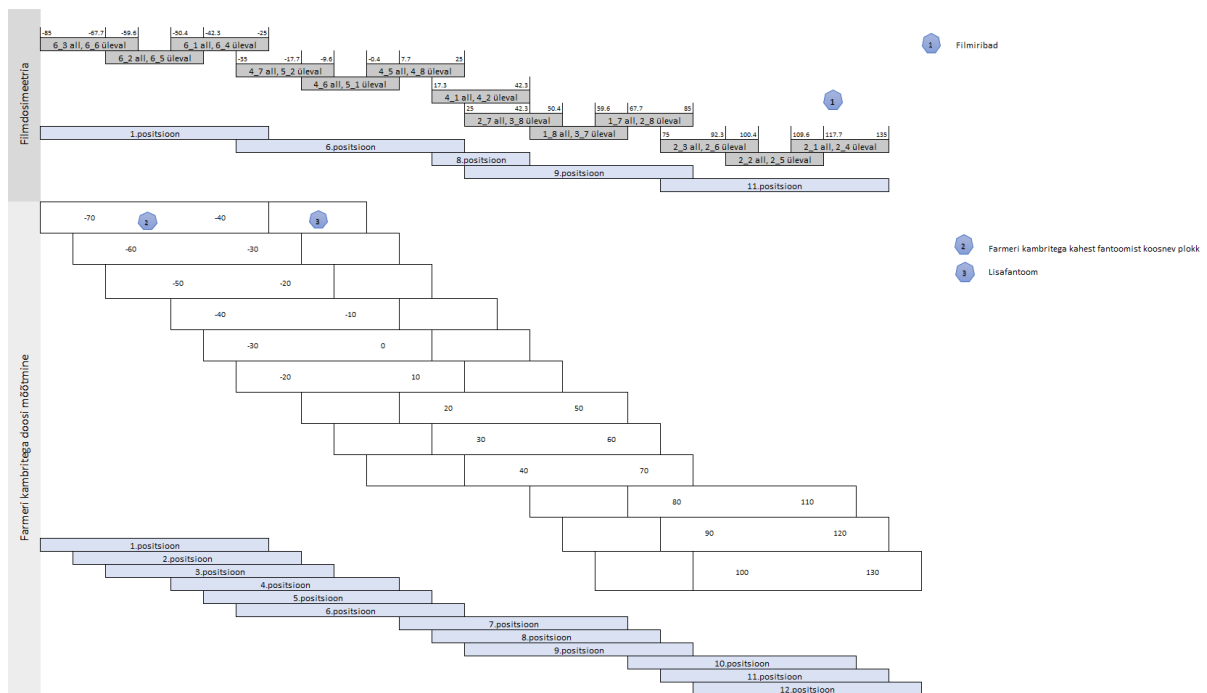 Filmdosimeetria
-85 -67.7 -59.6 -50.4 -42.3 -25
6_3 all, 6_6 üleval 6_1 all, 6_4 üleval
6_2 all, 6_5 üleval
-35 -17.7 -9.6 -0.4 7.7 25
4_7 all, 5_2 üleval 4_5 all, 4_8 üleval
4_6 all, 5_1 üleval
17.3 42.3
4_1 all, 4_2 üleval
25 42.3 50.4 59.6 67.7 85
2_7 all, 3_8 üleval 1_7 all, 2_8 üleval
1_8 all, 3_7 üleval
75 92.3 100.4 109.6 117.7 135
2_3 all, 2_6 üleval 2_1 all, 2_4 üleval
2_2 all, 2_5 üleval
1.positsioon
6.positsioon
8.positsioon
9.positsioon
11.positsioon
1
1 Filmiribad
Farmeri kambritega doosi mõõtmine
-70 2 -40 3
-60 -30
-50 -20
-40 -10
-30 0
-20 10
20 50
30 60
40 70
80 110
90 120
100 130
2 Farmeri kambritega kahest fantoomist koosnev plokk
3 Lisafantoom
1.positsioon
2.positsioon
3.positsioon
4.positsioon
5.positsioon
6.positsioon
7.positsioon
8.positsioon
9.positsioon
10.positsioon
11.positsioon
12.positsioon